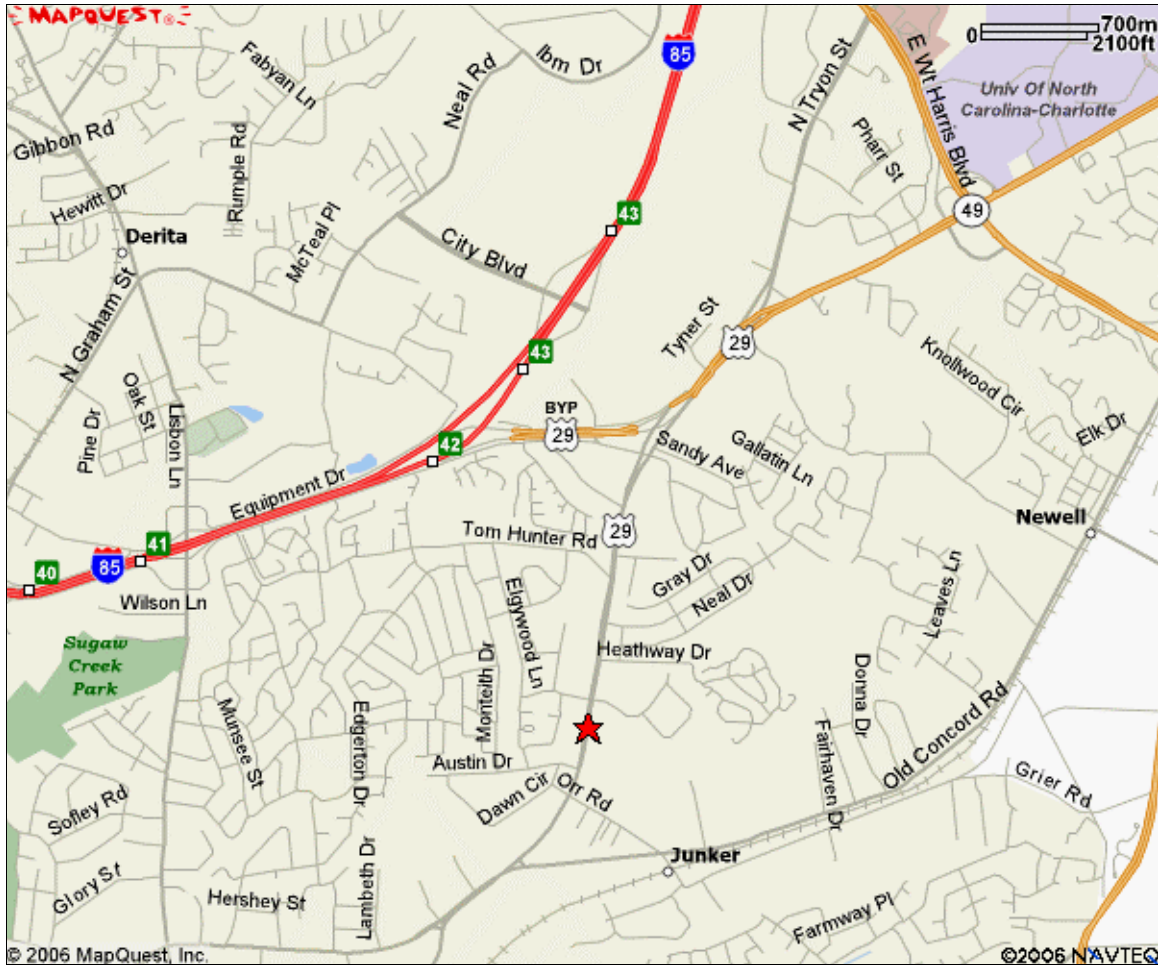 MAPQUEST®
Fabyan Ln
Ibm Dr
85
0 700m
2100ft
Neal Rd
N Tryon St
E Wt Harris Blvd
Univ Of North
Carolina-Charlotte
Gibbon Rd
Rumple Rd
Pharr St
Hewitt Dr
McTeal Pl
43
49
Derita
City Blvd
N Graham St
Tyner St
29
43
Knollwood Cir
Oak St
Pine Dr
Lisbon Ln
BYP
29
42
Sandy Ave
Gallatin Ln
Elk Dr
Equipment Dr
Newell
Tom Hunter Rd
29
41
85
40
Gray Dr
Neal Dr
Leaves Ln
Wilson Ln
Elgywood Ln
Sugaw
Creek
Park
Heathway Dr
Monteith Dr
Donna Dr
Munsee St
Edgerton Dr
Fairhaven Dr
Old Concord Rd
Austin Dr
Dawn Cir
Orr Rd
Grier Rd
Sofley Rd
Junker
Glory St
Hershey St
Lambeth Dr
Farmway Pl
© 2006 MapQuest, Inc.
©2006 NAVTEQ